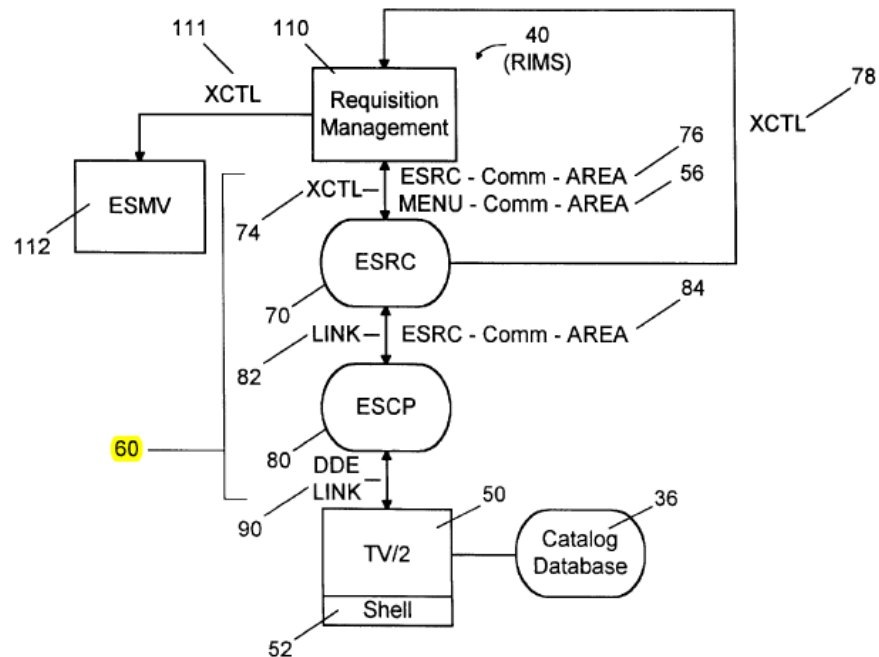 111
110
40
(RIMS)
XCTL
78
XCTL
Requisition
Management
76
ESRC - Comm - AREA
56
MENU - Comm - AREA
XCTL
74
ESMV
112
ESRC
70
84
LINK
ESRC - Comm - AREA
82
ESCP
60
80
DDE
LINK
90
50
36
TV/2
Catalog
Database
Shell
52